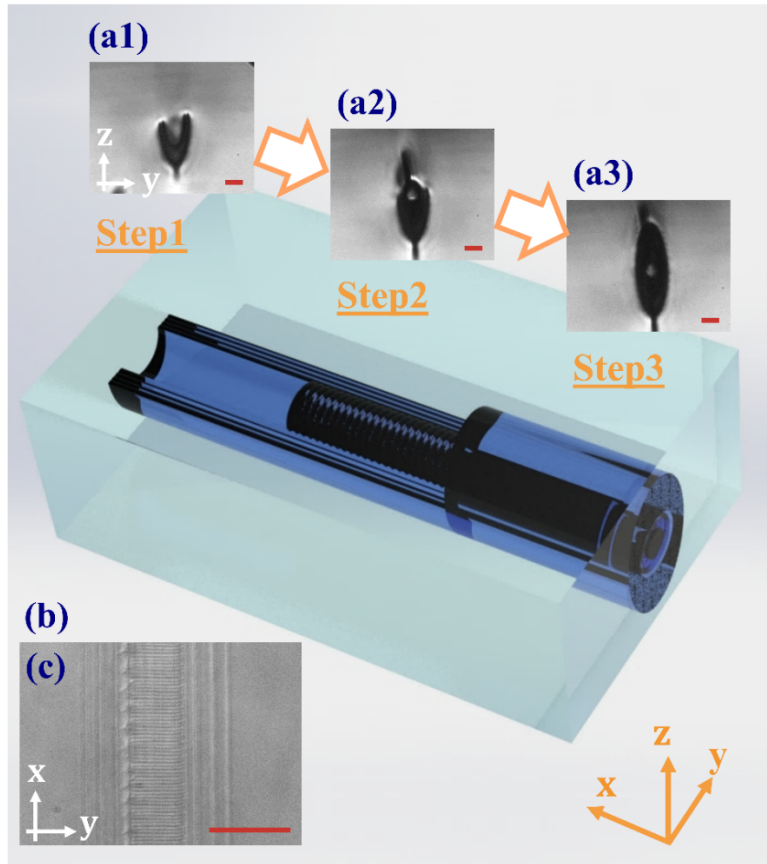 (a1)
z
y
Step1
(a2)
Step2
(a3)
Step3
(b)
(c)
x
y
z
y
x